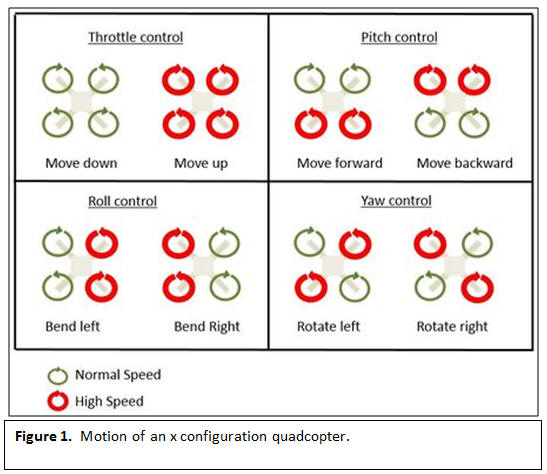 Throttle control
Move down Move up
Pitch control
Move forward Move backward
Roll control
Bend left Bend Right
Yaw control
Rotate left Rotate right
Normal Speed
High Speed
Figure 1. Motion of an x configuration quadcopter.